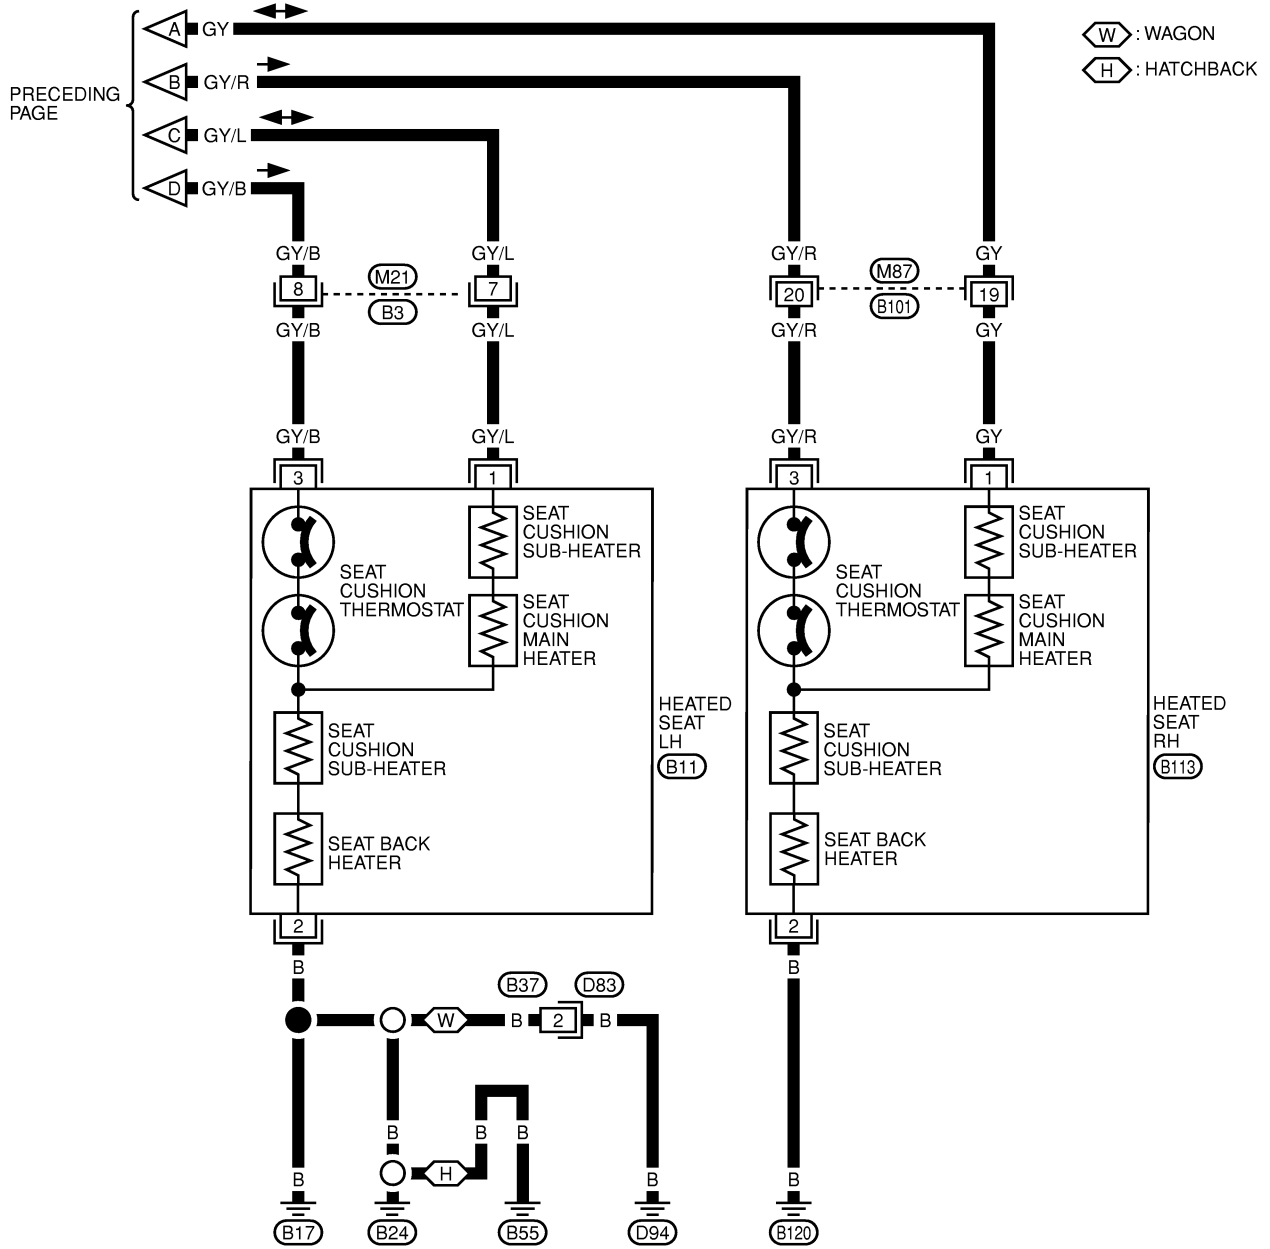 A GY
W : WAGON
B GY/R
H : HATCHBACK
PRECEDING
PAGE
C GY/L
D GY/B
GY/B GY/L GY/R GY
8 M21 7 20 M87 19
B3 B101
GY/B GY/L GY/R GY
GY/B GY/L GY/R GY
3 1 3 1
SEAT
CUSHION
SUB-HEATER
SEAT
CUSHION
THERMOSTAT
SEAT
CUSHION
MAIN
HEATER
SEAT
CUSHION
SUB-HEATER
SEAT BACK
HEATER
HEATED
SEAT
LH
B11
SEAT
CUSHION
SUB-HEATER
SEAT
CUSHION
THERMOSTAT
SEAT
CUSHION
MAIN
HEATER
SEAT
CUSHION
SUB-HEATER
SEAT BACK
HEATER
HEATED
SEAT
RH
B113
2 2
B B
B37 D83
W B 2 B
B B B
H
B B B
B17 B24 B55 D94 B120